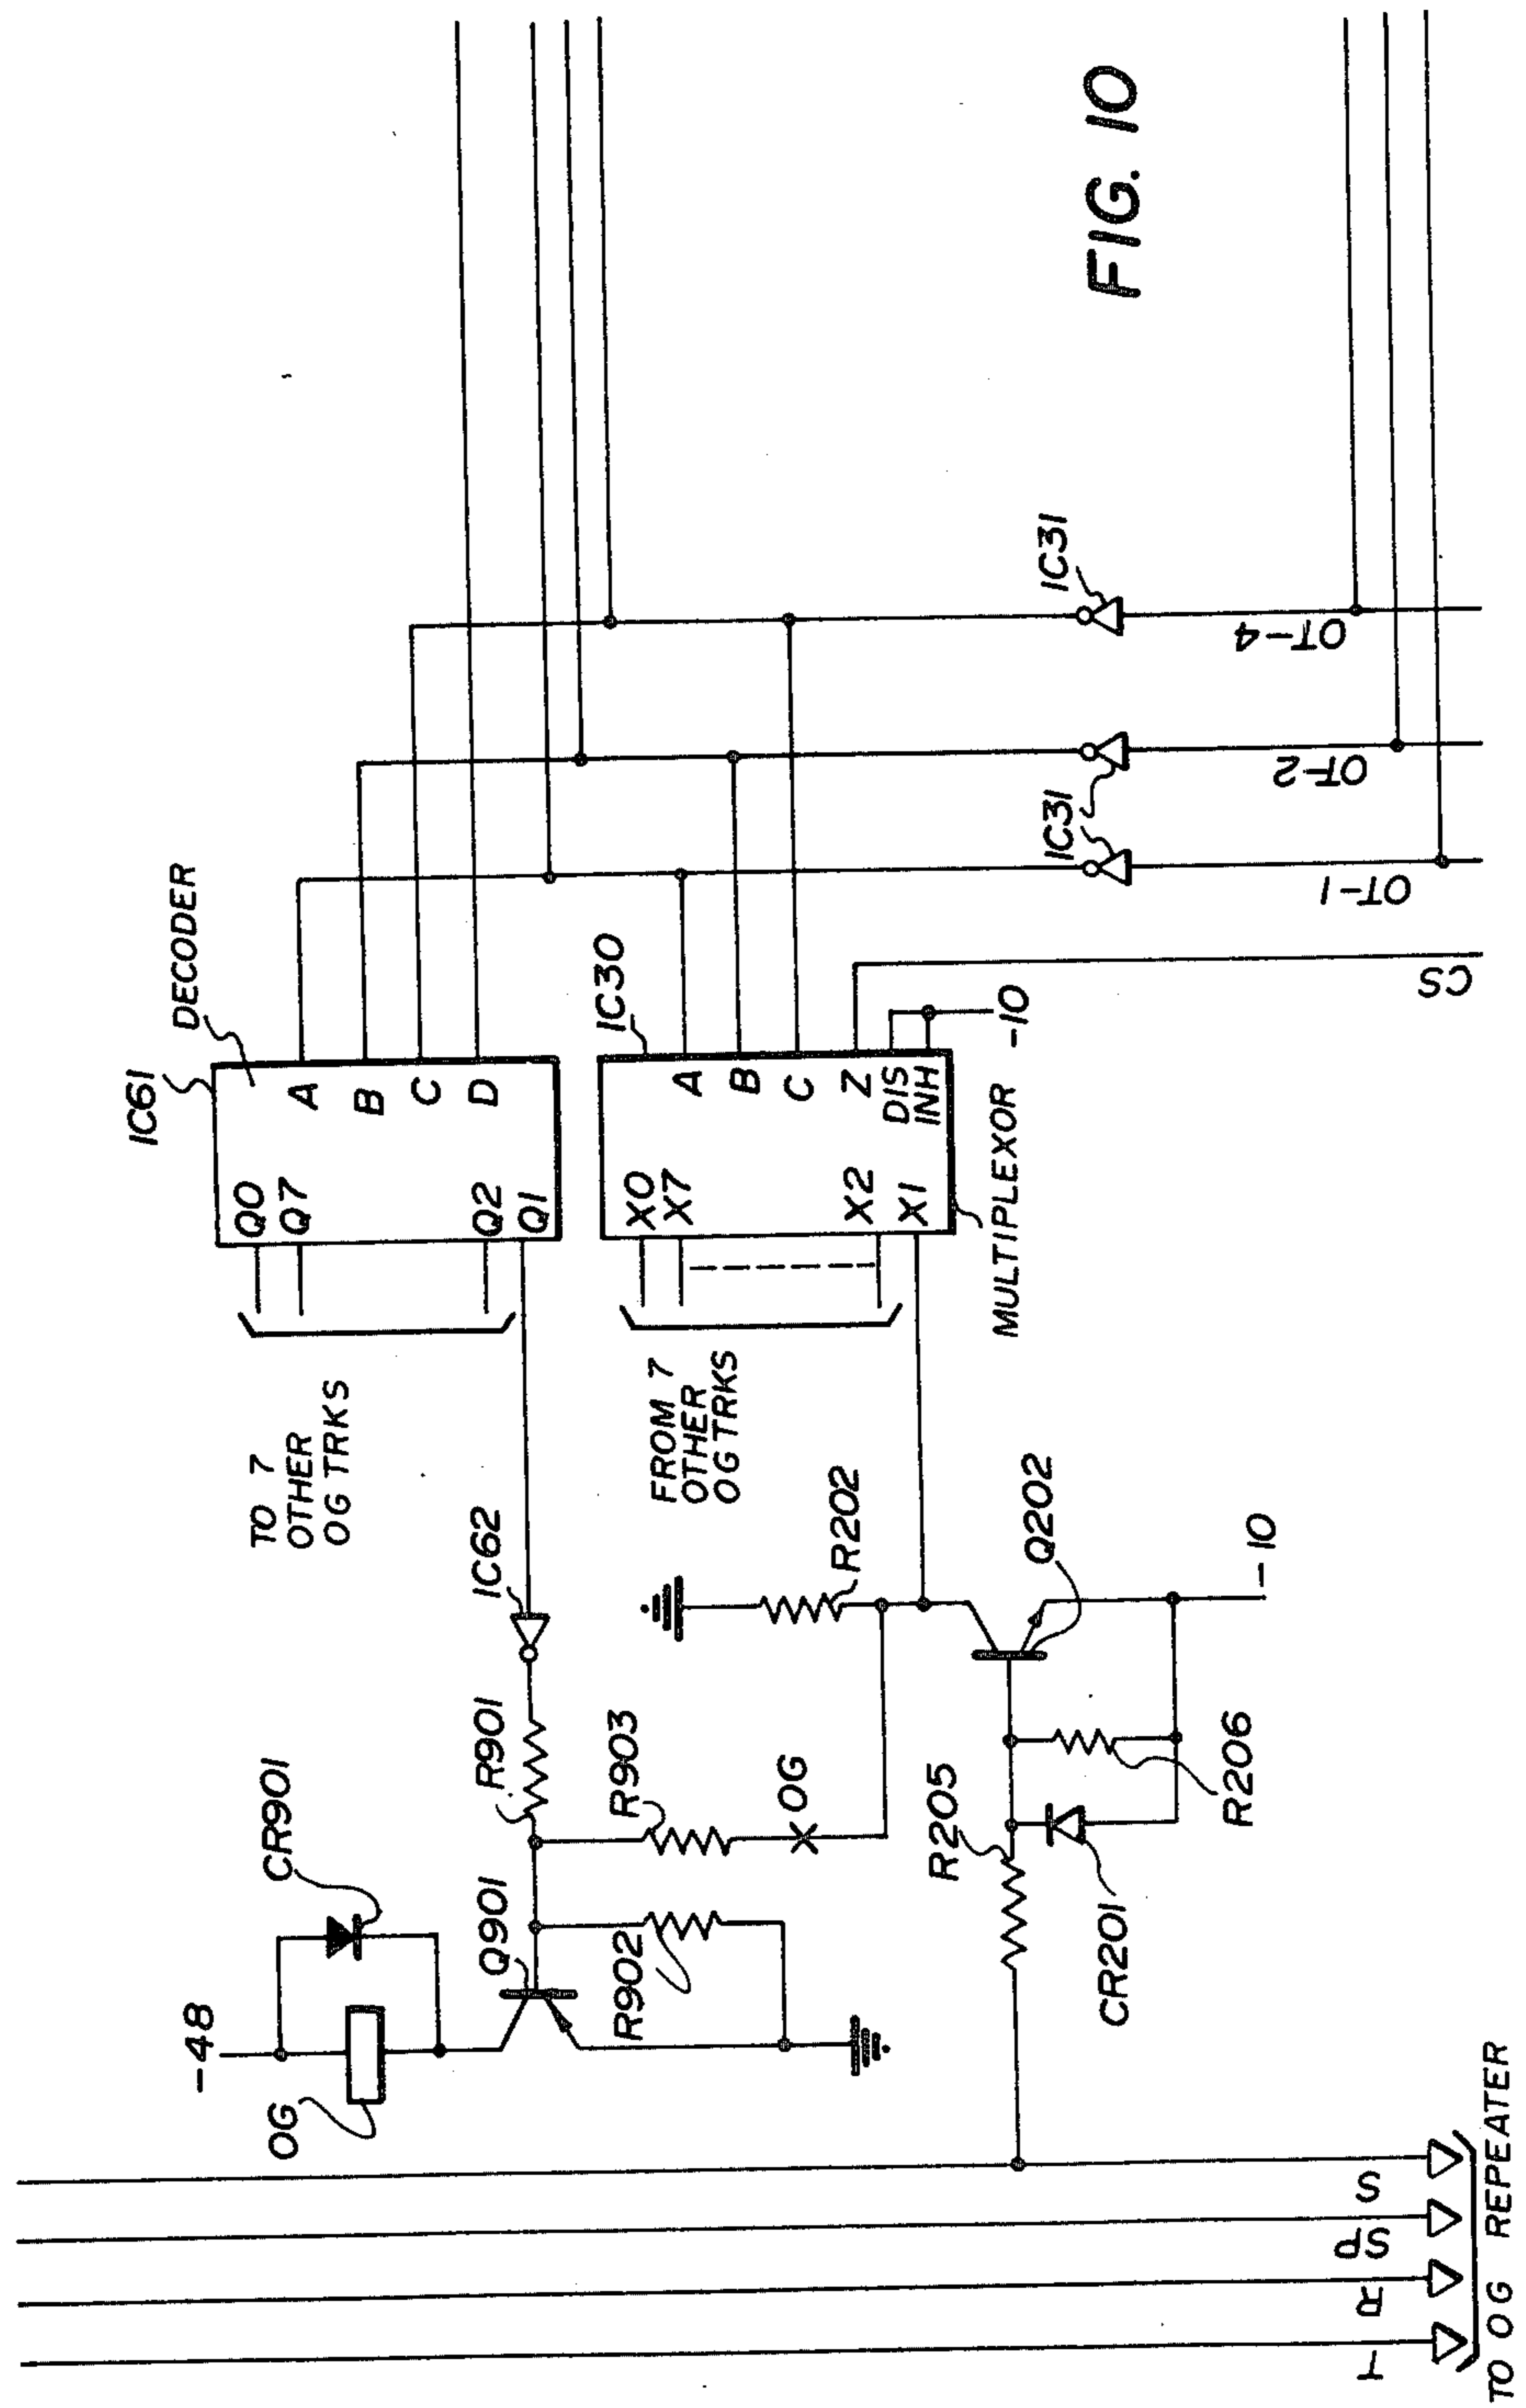 FIG. 10
-48
OG
CR901
Q901
R902
R901
R903
OG
IC62
TO 7
OTHER
OG TRKS
IC61
DECODER
Q0
Q7
Q2
Q1
A
B
C
D
FROM 7
OTHER
OG TRKS
IC30
X0
X7
X2
X1
A
B
C
Z
DIS
INH
-10
MULTIPLEXOR
R202
Q202
-10
R205
R206
CR201
IC31
IC31
OT-4
OT-2
OT-1
CS
S
SP
R
T
TO OG REPEATER